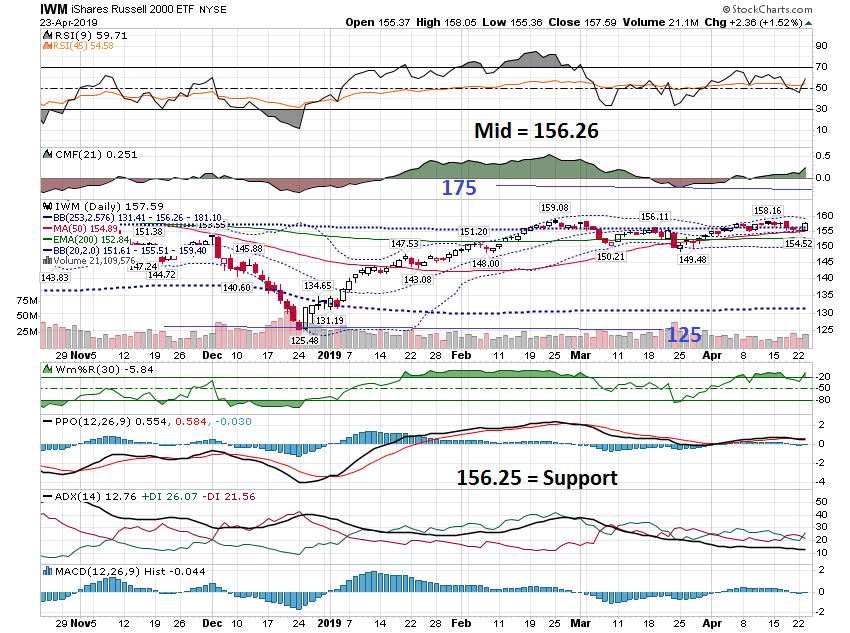 IWM iShares Russell 2000 ETF NYSE
© StockCharts.com
23-Apr-2019
Open 155.37 High 158.05 Low 155.36 Close 157.59 Volume 21.1M Chg +2.36 (+1.52%)
RSI(9) 59.71
RSI(45) 54.58
90
70
50
30
10
Mid = 156.26
CMF(21) 0.251
0.5
0.0
175
IWM (Daily) 157.59
BB(253,2.576) 131.41 - 156.26 - 181.10
MA(50) 154.89
EMA(200) 152.84
BB(20,2.0) 151.61 - 155.51 - 159.40
Volume 21,109,576
153.55
151.38
147.24
144.72
143.83
145.88
140.60
134.65
131.19
125.48
147.53
143.08
151.20
148.00
159.08
150.21
156.11
149.48
158.16
154.52
160
155
150
145
140
135
130
125
75M
50M
25M
125
29 Nov5 12 19 26 Dec 10 17 24 2019 7 14 22 28 Feb 11 19 25 Mar 11 18 25 Apr 8 15 22
Wm%R(30) -5.84
-20
-50
-80
PPO(12,26,9) 0.554, 0.584, -0.030
2
0
-2
-4
156.25 = Support
ADX(14) 12.76 +DI 26.07 -DI 21.56
50
40
30
20
10
MACD(12,26,9) Hist -0.044
2
0
-2
29 Nov5 12 19 26 Dec 10 17 24 2019 7 14 22 28 Feb 11 19 25 Mar 11 18 25 Apr 8 15 22